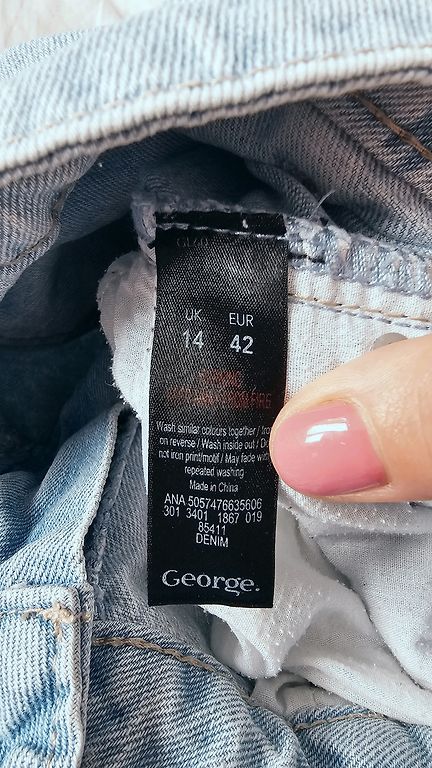 UK EUR
14 42
Wash similar colours together / Iron
on reverse / Wash inside out / Do
not iron print/motif / May fade with
repeated washing
Made in China
ANA 5057476635606
301 3401 1867 019
85411
DENIM
George.